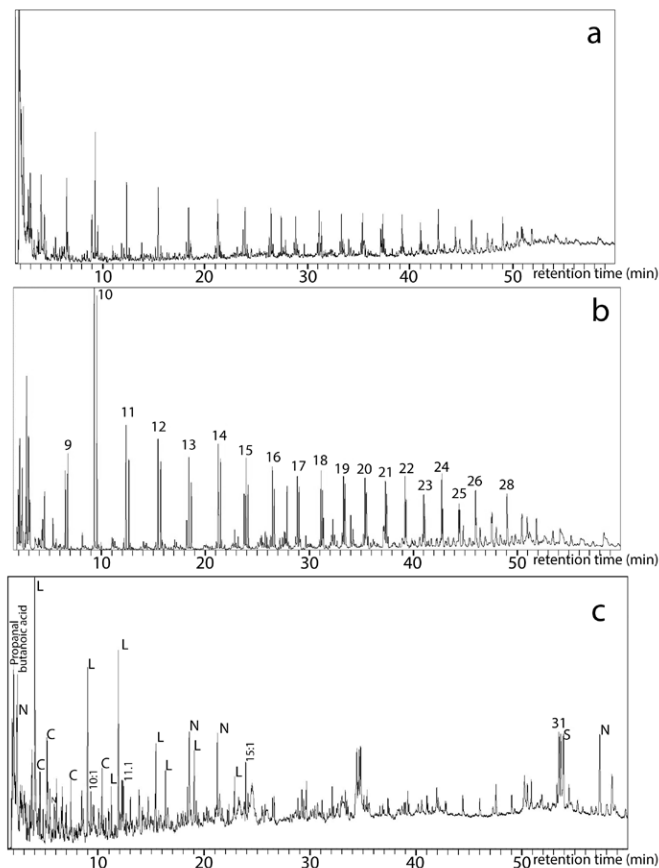 a
10 20 30 40 50
retention time (min)
b
10
9
11
12
13
14
15
16
17
18
19
20
21
22
23
24
25
26
28
10 20 30 40 50
retention time (min)
c
Propanal
butanoic acid
N
L
C
C
C
L
10:1
C
L
L
11.1
L
L
N
L
N
L
15:1
31
S
N
10 20 30 40 50
retention time (min)